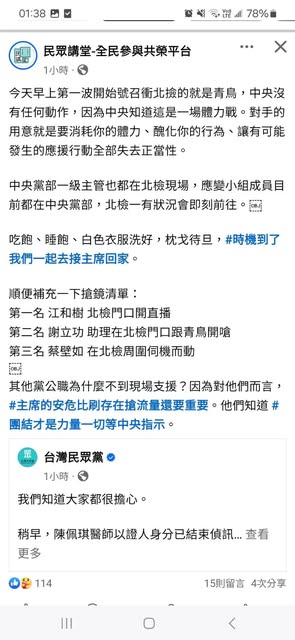 01:38
78%
民眾講堂-全民參與共榮平台
1小時
今天早上第一波開始號召衝北檢的就是青鳥，中央沒
有任何動作，因為中央知道這是一場體力戰。對手的
用意就是要消耗你的體力、醜化你的行為、讓有可能
發生的應援行動全部失去正當性。
中央黨部一級主管也都在北檢現場，應變小組成員目
前都在中央黨部，北檢一有狀況會即刻前往。
吃飽、睡飽、白色衣服洗好，枕戈待旦，#時機到了
我們一起去接主席回家。
順便補充一下搶鏡清單：
第一名 江和樹 北檢門口開直播
第二名 謝立功 助理在北檢門口跟青鳥開嗆
第三名 蔡壁如 在北檢周圍伺機而動
其他黨公職為什麼不到現場支援？因為對他們而言，
#主席的安危比刷存在搶流量還要重要。他們知道 #
團結才是力量一切等中央指示。
台灣民眾黨
1小時
我們知道大家都很擔心。
稍早，陳佩琪醫師以證人身分已結束偵訊... 查看
更多
114
15則留言 4次分享